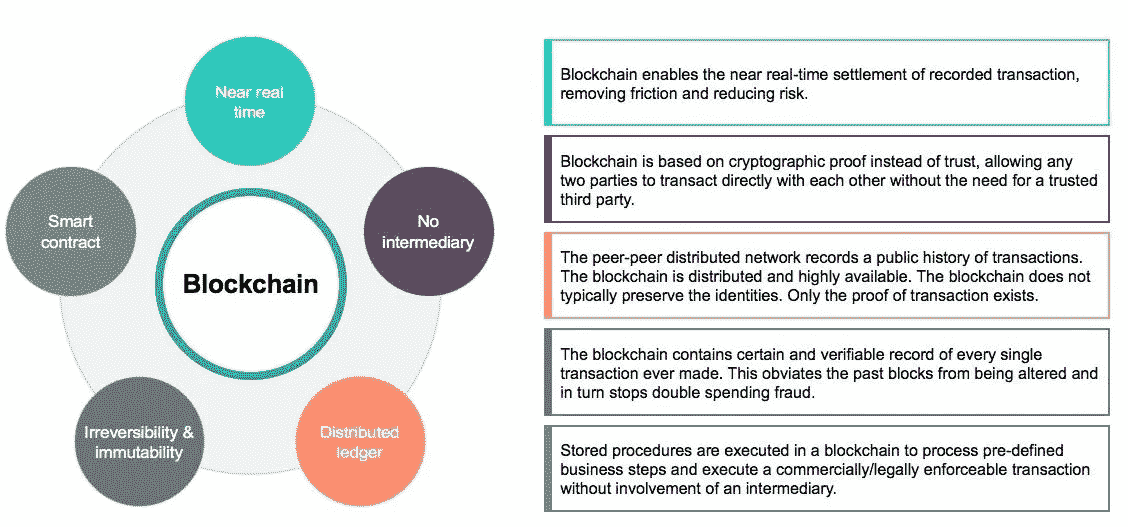 Near real
time
Smart
contract
No
intermediary
Blockchain
Irreversibility &
immutability
Distributed
ledger
Blockchain enables the near real-time settlement of recorded transaction,
removing friction and reducing risk.
Blockchain is based on cryptographic proof instead of trust, allowing any
two parties to transact directly with each other without the need for a trusted
third party.
The peer-peer distributed network records a public history of transactions.
The blockchain is distributed and highly available. The blockchain does not
typically preserve the identities. Only the proof of transaction exists.
The blockchain contains certain and verifiable record of every single
transaction ever made. This obviates the past blocks from being altered and
in turn stops double spending fraud.
Stored procedures are executed in a blockchain to process pre-defined
business steps and execute a commercially/legally enforceable transaction
without involvement of an intermediary.